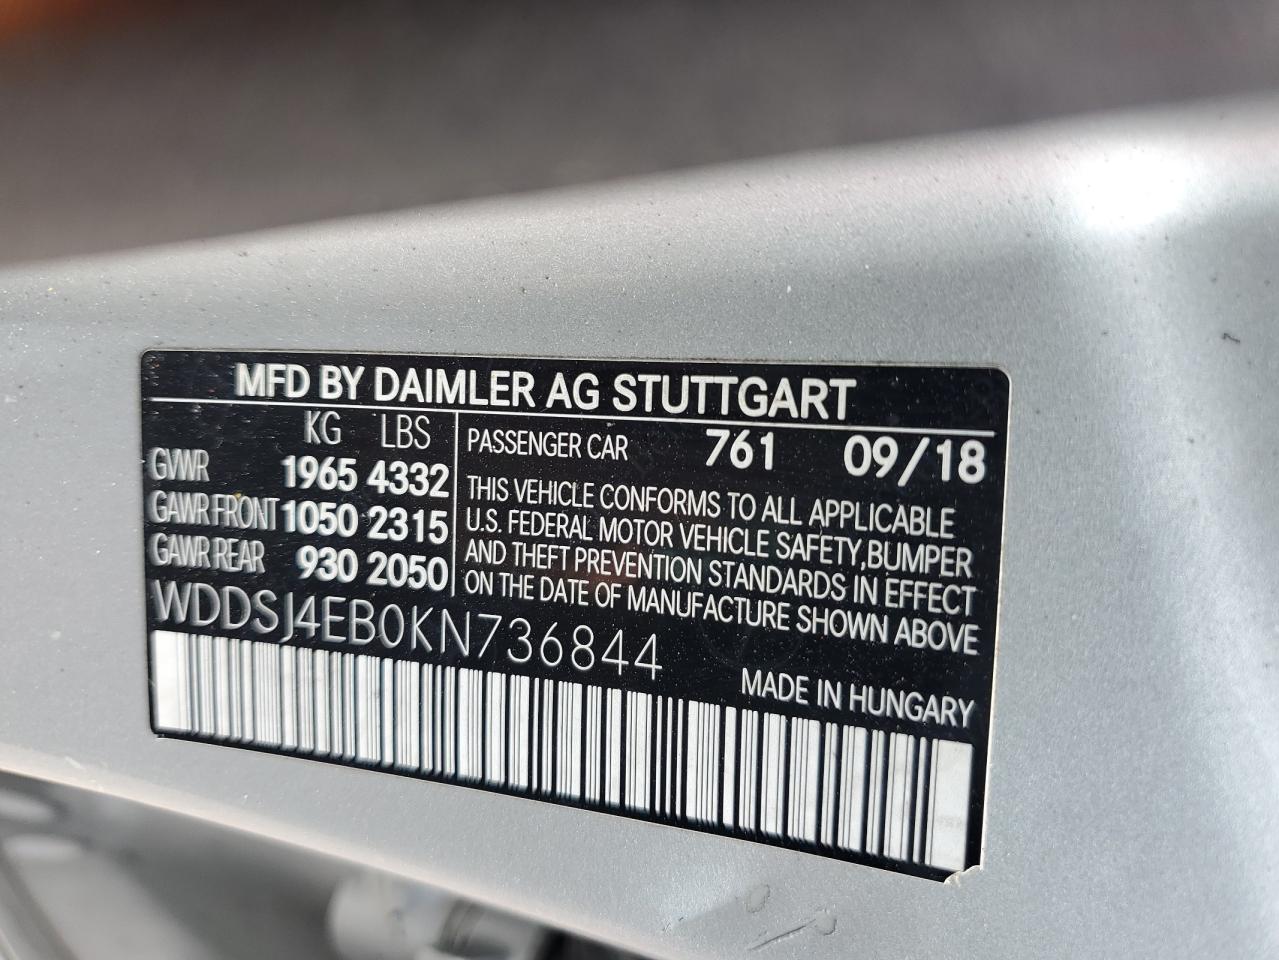 MFD BY DAIMLER AG STUTTGART
KG LBS
GVWR 1965 4332
GAWR FRONT 1050 2315
GAWR REAR 930 2050
PASSENGER CAR 761 09/18
THIS VEHICLE CONFORMS TO ALL APPLICABLE
U.S. FEDERAL MOTOR VEHICLE SAFETY,BUMPER
AND THEFT PREVENTION STANDARDS IN EFFECT
ON THE DATE OF MANUFACTURE SHOWN ABOVE
WDDSJ4EB0KN736844
MADE IN HUNGARY